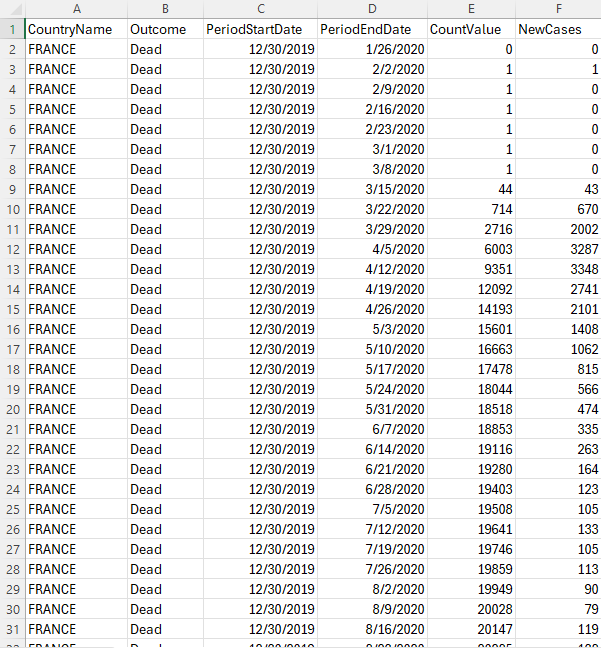 A B C D E F
1 CountryName Outcome PeriodStartDate PeriodEndDate CountValue NewCases
2 FRANCE Dead 12/30/2019 1/26/2020 0 0
3 FRANCE Dead 12/30/2019 2/2/2020 1 1
4 FRANCE Dead 12/30/2019 2/9/2020 1 0
5 FRANCE Dead 12/30/2019 2/16/2020 1 0
6 FRANCE Dead 12/30/2019 2/23/2020 1 0
7 FRANCE Dead 12/30/2019 3/1/2020 1 0
8 FRANCE Dead 12/30/2019 3/8/2020 1 0
9 FRANCE Dead 12/30/2019 3/15/2020 44 43
10 FRANCE Dead 12/30/2019 3/22/2020 714 670
11 FRANCE Dead 12/30/2019 3/29/2020 2716 2002
12 FRANCE Dead 12/30/2019 4/5/2020 6003 3287
13 FRANCE Dead 12/30/2019 4/12/2020 9351 3348
14 FRANCE Dead 12/30/2019 4/19/2020 12092 2741
15 FRANCE Dead 12/30/2019 4/26/2020 14193 2101
16 FRANCE Dead 12/30/2019 5/3/2020 15601 1408
17 FRANCE Dead 12/30/2019 5/10/2020 16663 1062
18 FRANCE Dead 12/30/2019 5/17/2020 17478 815
19 FRANCE Dead 12/30/2019 5/24/2020 18044 566
20 FRANCE Dead 12/30/2019 5/31/2020 18518 474
21 FRANCE Dead 12/30/2019 6/7/2020 18853 335
22 FRANCE Dead 12/30/2019 6/14/2020 19116 263
23 FRANCE Dead 12/30/2019 6/21/2020 19280 164
24 FRANCE Dead 12/30/2019 6/28/2020 19403 123
25 FRANCE Dead 12/30/2019 7/5/2020 19508 105
26 FRANCE Dead 12/30/2019 7/12/2020 19641 133
27 FRANCE Dead 12/30/2019 7/19/2020 19746 105
28 FRANCE Dead 12/30/2019 7/26/2020 19859 113
29 FRANCE Dead 12/30/2019 8/2/2020 19949 90
30 FRANCE Dead 12/30/2019 8/9/2020 20028 79
31 FRANCE Dead 12/30/2019 8/16/2020 20147 119